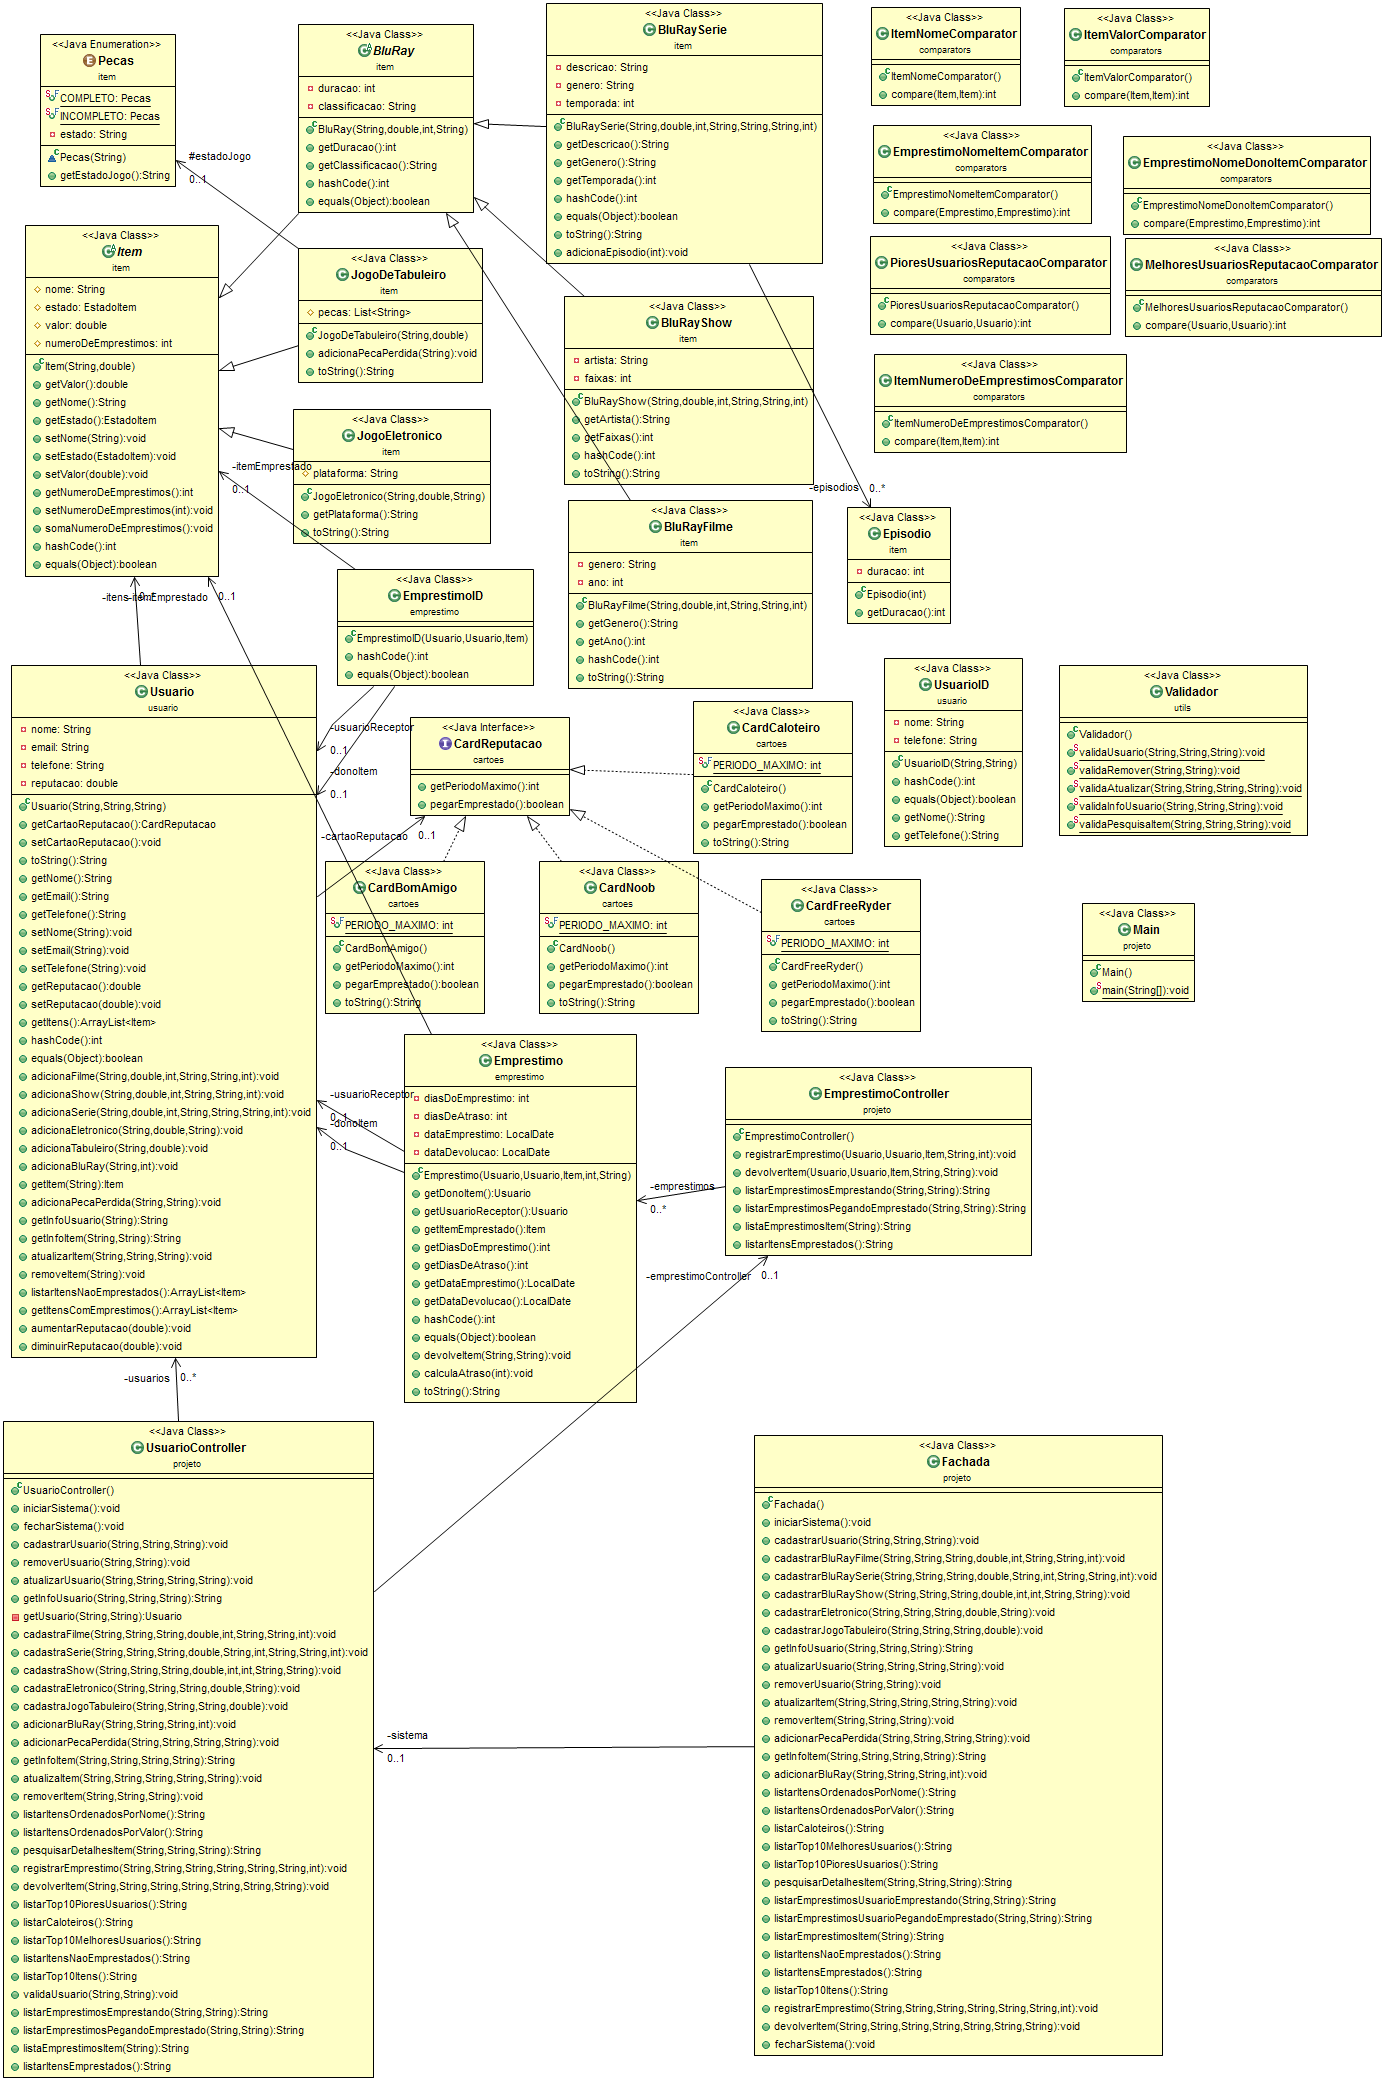 <<Java Enumeration>>
Pecas
item
COMPLETO: Pecas
INCOMPLETO: Pecas
estado: String
Pecas(String)
getEstadoJogo():String
<<Java Class>>
BluRay
item
duracao: int
classificacao: String
BluRay(String,double,int,String)
getDuracao():int
getClassificacao():String
hashCode():int
equals(Object):boolean
<<Java Class>>
BluRaySerie
item
descricao: String
genero: String
temporada: int
BluRaySerie(String,double,int,String,String,String,int)
getDescricao():String
getGenero():String
getTemporada():int
hashCode():int
equals(Object):boolean
toString():String
adicionaEpisodio(int):void
<<Java Class>>
ItemNomeComparator
comparators
ItemNomeComparator()
compare(Item,Item):int
<<Java Class>>
ItemValorComparator
comparators
ItemValorComparator()
compare(Item,Item):int
<<Java Class>>
EmprestimoNomeItemComparator
comparators
EmprestimoNomeItemComparator()
compare(Emprestimo,Emprestimo):int
<<Java Class>>
EmprestimoNomeDonoItemComparator
comparators
EmprestimoNomeDonoItemComparator()
compare(Emprestimo,Emprestimo):int
<<Java Class>>
PioresUsuariosReputacaoComparator
comparators
PioresUsuariosReputacaoComparator()
compare(Usuario,Usuario):int
<<Java Class>>
MelhoresUsuariosReputacaoComparator
comparators
MelhoresUsuariosReputacaoComparator()
compare(Usuario,Usuario):int
<<Java Class>>
ItemNumeroDeEmprestimosComparator
comparators
ItemNumeroDeEmprestimosComparator()
compare(Item,Item):int
#estadoJogo
0..1
<<Java Class>>
Item
item
nome: String
estado: EstadoItem
valor: double
numeroDeEmprestimos: int
Item(String,double)
getValor():double
getNome():String
getEstado():EstadoItem
setNome(String):void
setEstado(EstadoItem):void
setValor(double):void
getNumeroDeEmprestimos():int
setNumeroDeEmprestimos(int):void
somaNumeroDeEmprestimos():void
hashCode():int
equals(Object):boolean
<<Java Class>>
JogoDeTabuleiro
item
pecas: List<String>
JogoDeTabuleiro(String,double)
adicionaPecaPerdida(String):void
toString():String
<<Java Class>>
BluRayShow
item
artista: String
faixas: int
BluRayShow(String,double,int,String,String,int)
getArtista():String
getFaixas():int
hashCode():int
toString():String
<<Java Class>>
JogoEletronico
item
plataforma: String
JogoEletronico(String,double,String)
getPlataforma():String
toString():String
-itemEmprestado
0..1
-episodios
0..*
<<Java Class>>
BluRayFilme
item
genero: String
ano: int
BluRayFilme(String,double,int,String,String,int)
getGenero():String
getAno():int
hashCode():int
toString():String
<<Java Class>>
Episodio
item
duracao: int
Episodio(int)
getDuracao():int
<<Java Class>>
EmprestimoID
emprestimo
EmprestimoID(Usuario,Usuario,Item)
hashCode():int
equals(Object):boolean
-itens
0..*
-itemEmprestado
0..1
<<Java Class>>
Usuario
usuario
nome: String
email: String
telefone: String
reputacao: double
Usuario(String,String,String)
getCartaoReputacao():CardReputacao
setCartaoReputacao():void
toString():String
getNome():String
getEmail():String
getTelefone():String
setNome(String):void
setEmail(String):void
setTelefone(String):void
getReputacao():double
setReputacao(double):void
getItens():ArrayList<Item>
hashCode():int
equals(Object):boolean
adicionaFilme(String,double,int,String,String,int):void
adicionaShow(String,double,int,String,String,int):void
adicionaSerie(String,double,int,String,String,String,int):void
adicionaEletronico(String,double,String):void
adicionaTabuleiro(String,double):void
adicionaBluRay(String,int):void
getItem(String):Item
adicionaPecaPerdida(String,String):void
getInfoUsuario(String):String
getInfoItem(String,String):String
atualizarItem(String,String,String):void
removeItem(String):void
listarItensNaoEmprestados():ArrayList<Item>
getItensComEmprestimos():ArrayList<Item>
aumentarReputacao(double):void
diminuirReputacao(double):void
-usuarioReceptor
0..1
-donoItem
0..1
-cartaoReputacao
0..1
<<Java Interface>>
CardReputacao
cartoes
getPeriodoMaximo():int
pegarEmprestado():boolean
<<Java Class>>
CardCaloteiro
cartoes
PERIODO_MAXIMO: int
CardCaloteiro()
getPeriodoMaximo():int
pegarEmprestado():boolean
toString():String
<<Java Class>>
UsuarioID
usuario
nome: String
telefone: String
UsuarioID(String,String)
hashCode():int
equals(Object):boolean
getNome():String
getTelefone():String
<<Java Class>>
Validador
utils
Validador()
validaUsuario(String,String,String):void
validaRemover(String,String):void
validaAtualizar(String,String,String,String):void
validaInfoUsuario(String,String,String):void
validaPesquisaItem(String,String,String):void
<<Java Class>>
CardBomAmigo
cartoes
PERIODO_MAXIMO: int
CardBomAmigo()
getPeriodoMaximo():int
pegarEmprestado():boolean
toString():String
<<Java Class>>
CardNoob
cartoes
PERIODO_MAXIMO: int
CardNoob()
getPeriodoMaximo():int
pegarEmprestado():boolean
toString():String
<<Java Class>>
CardFreeRyder
cartoes
PERIODO_MAXIMO: int
CardFreeRyder()
getPeriodoMaximo():int
pegarEmprestado():boolean
toString():String
<<Java Class>>
Main
projeto
Main()
main(String[]):void
-usuarioReceptor
0..1
-donoItem
0..1
<<Java Class>>
Emprestimo
emprestimo
diasDoEmprestimo: int
diasDeAtraso: int
dataEmprestimo: LocalDate
dataDevolucao: LocalDate
Emprestimo(Usuario,Usuario,Item,int,String)
getDonoItem():Usuario
getUsuarioReceptor():Usuario
getItemEmprestado():Item
getDiasDoEmprestimo():int
getDiasDeAtraso():int
getDataEmprestimo():LocalDate
getDataDevolucao():LocalDate
hashCode():int
equals(Object):boolean
devolveItem(String,String):void
calculaAtraso(int):void
toString():String
-emprestimos
0..*
<<Java Class>>
EmprestimoController
projeto
EmprestimoController()
registrarEmprestimo(Usuario,Usuario,Item,String,int):void
devolverItem(Usuario,Usuario,Item,String,String):void
listarEmprestimosEmprestando(String,String):String
listarEmprestimosPegandoEmprestado(String,String):String
listaEmprestimosItem(String):String
listarItensEmprestados():String
-emprestimoController
0..1
-usuarios
0..*
<<Java Class>>
UsuarioController
projeto
UsuarioController()
iniciarSistema():void
fecharSistema():void
cadastrarUsuario(String,String,String):void
removerUsuario(String,String):void
atualizarUsuario(String,String,String,String):void
getInfoUsuario(String,String,String):String
getUsuario(String,String):Usuario
cadastraFilme(String,String,String,double,int,String,String,int):void
cadastraSerie(String,String,String,double,String,int,String,String,int):void
cadastraShow(String,String,String,double,int,int,String,String):void
cadastraEletronico(String,String,String,double,String):void
cadastraJogoTabuleiro(String,String,String,double):void
adicionarBluRay(String,String,String,int):void
adicionarPecaPerdida(String,String,String,String):void
getInfoItem(String,String,String,String):String
atualizaItem(String,String,String,String,String):void
removerItem(String,String,String):void
listarItensOrdenadosPorNome():String
listarItensOrdenadosPorValor():String
pesquisarDetalhesItem(String,String,String):String
registrarEmprestimo(String,String,String,String,String,String,int):void
devolverItem(String,String,String,String,String,String,String):void
listarTop10PioresUsuarios():String
listarCaloteiros():String
listarTop10MelhoresUsuarios():String
listarItensNaoEmprestados():String
listarTop10Itens():String
validaUsuario(String,String):void
listarEmprestimosEmprestando(String,String):String
listarEmprestimosPegandoEmprestado(String,String):String
listaEmprestimosItem(String):String
listarItensEmprestados():String
-sistema
0..1
<<Java Class>>
Fachada
projeto
Fachada()
iniciarSistema():void
cadastrarUsuario(String,String,String):void
cadastrarBluRayFilme(String,String,String,double,int,String,String,int):void
cadastrarBluRaySerie(String,String,String,double,String,int,String,String,int):void
cadastrarBluRayShow(String,String,String,double,int,int,String,String):void
cadastrarEletronico(String,String,String,double,String):void
cadastrarJogoTabuleiro(String,String,String,double):void
getInfoUsuario(String,String,String):String
atualizarUsuario(String,String,String,String):void
removerUsuario(String,String):void
atualizarItem(String,String,String,String,String):void
removerItem(String,String,String):void
adicionarPecaPerdida(String,String,String,String):void
getInfoItem(String,String,String,String):String
adicionarBluRay(String,String,String,int):void
listarItensOrdenadosPorNome():String
listarItensOrdenadosPorValor():String
listarCaloteiros():String
listarTop10MelhoresUsuarios():String
listarTop10PioresUsuarios():String
pesquisarDetalhesItem(String,String,String):String
listarEmprestimosUsuarioEmprestando(String,String):String
listarEmprestimosUsuarioPegandoEmprestado(String,String):String
listarEmprestimosItem(String):String
listarItensNaoEmprestados():String
listarItensEmprestados():String
listarTop10Itens():String
registrarEmprestimo(String,String,String,String,String,String,int):void
devolverItem(String,String,String,String,String,String,String):void
fecharSistema():void